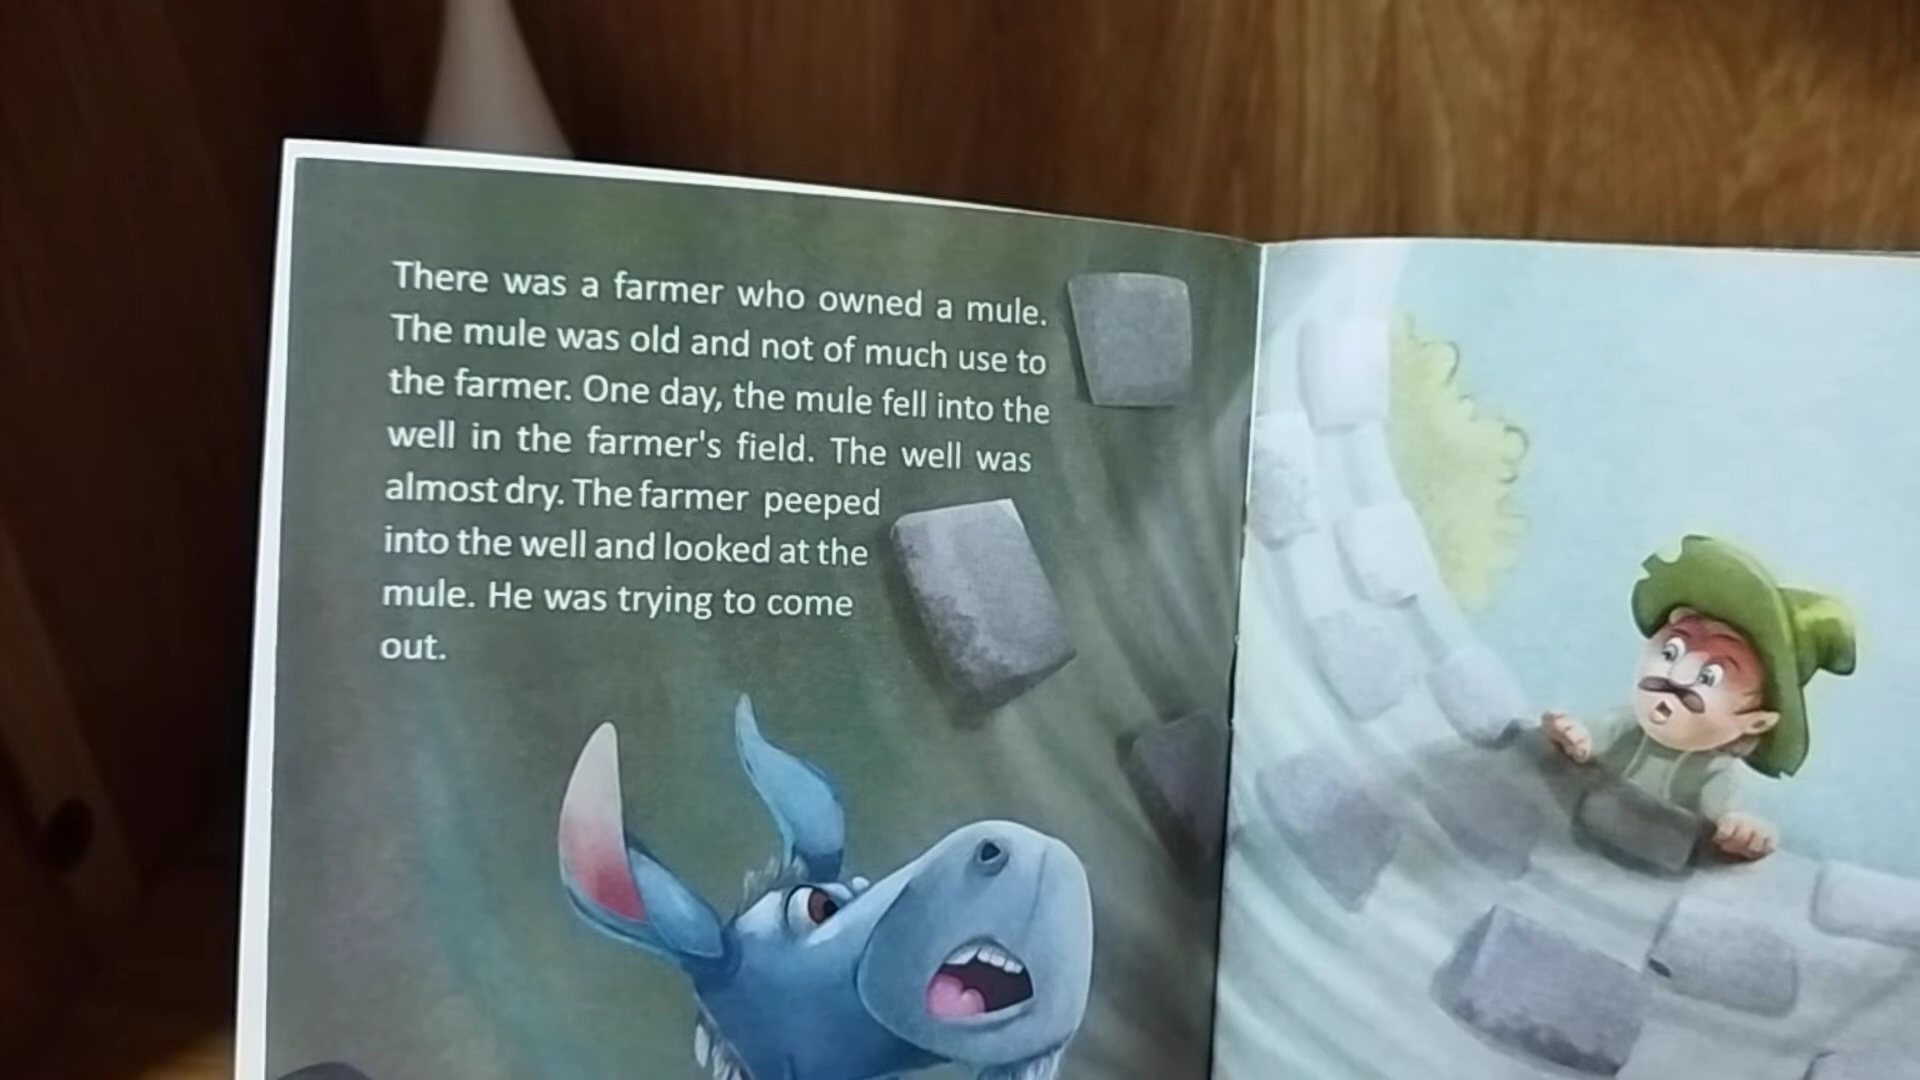 There was a farmer who owned a mule.
The mule was old and not of much use to
the farmer. One day, the mule fell into the
well in the farmer's field. The well was
almost dry. The farmer peeped
into the well and looked at the
mule. He was trying to come
out.